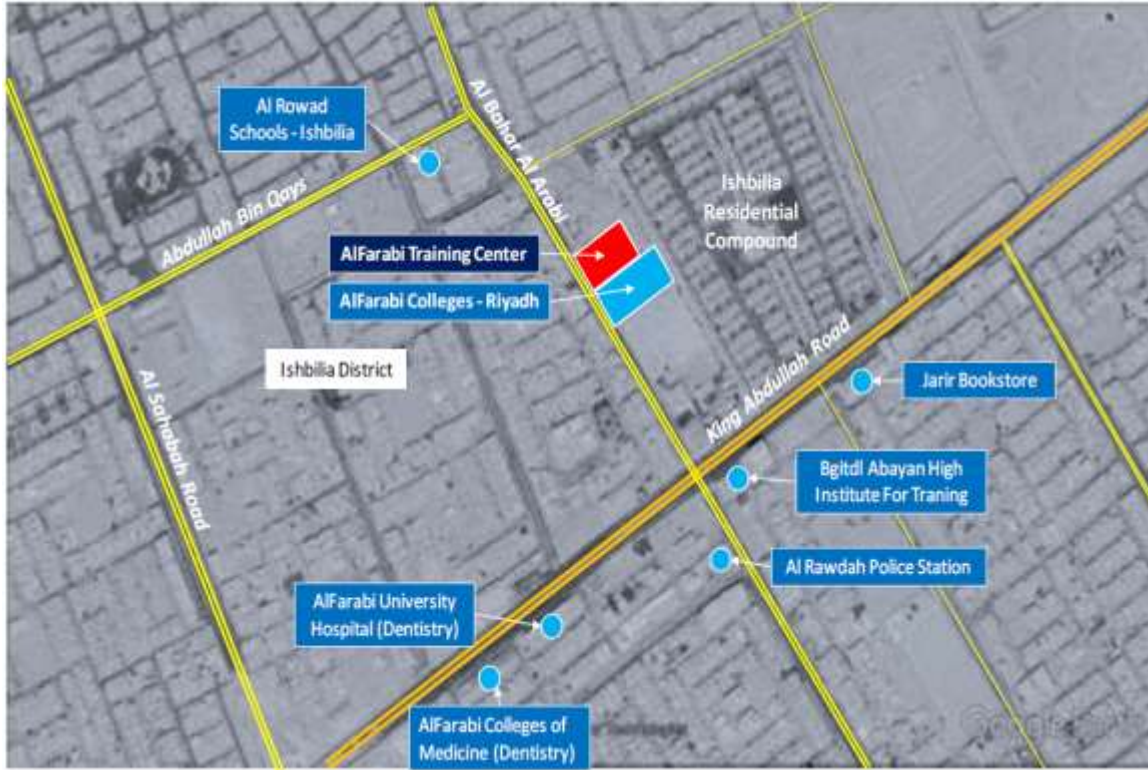 Al Rowad
Schools - Ishbilia
Al Bahar Al Arabi
Abdullah Bin Qays
Ishbilia
Residential
Compound
AlFarabi Training Center
AlFarabi Colleges - Riyadh
Ishbilia District
King Abdullah Road
Jarir Bookstore
Al Sahabah Road
Bgitdl Abayan High
Institute For Traning
Al Rawdah Police Station
AlFarabi University
Hospital (Dentistry)
AlFarabi Colleges of
Medicine (Dentistry)